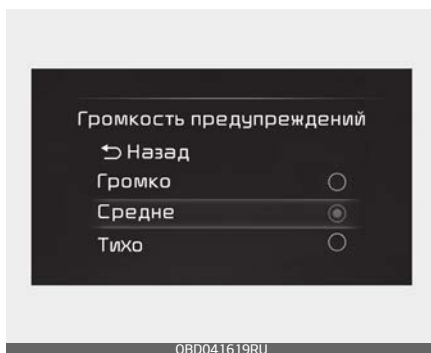 Громкость предупреждений
Назад
Громко
Средне
Тихо
OBD041619RU